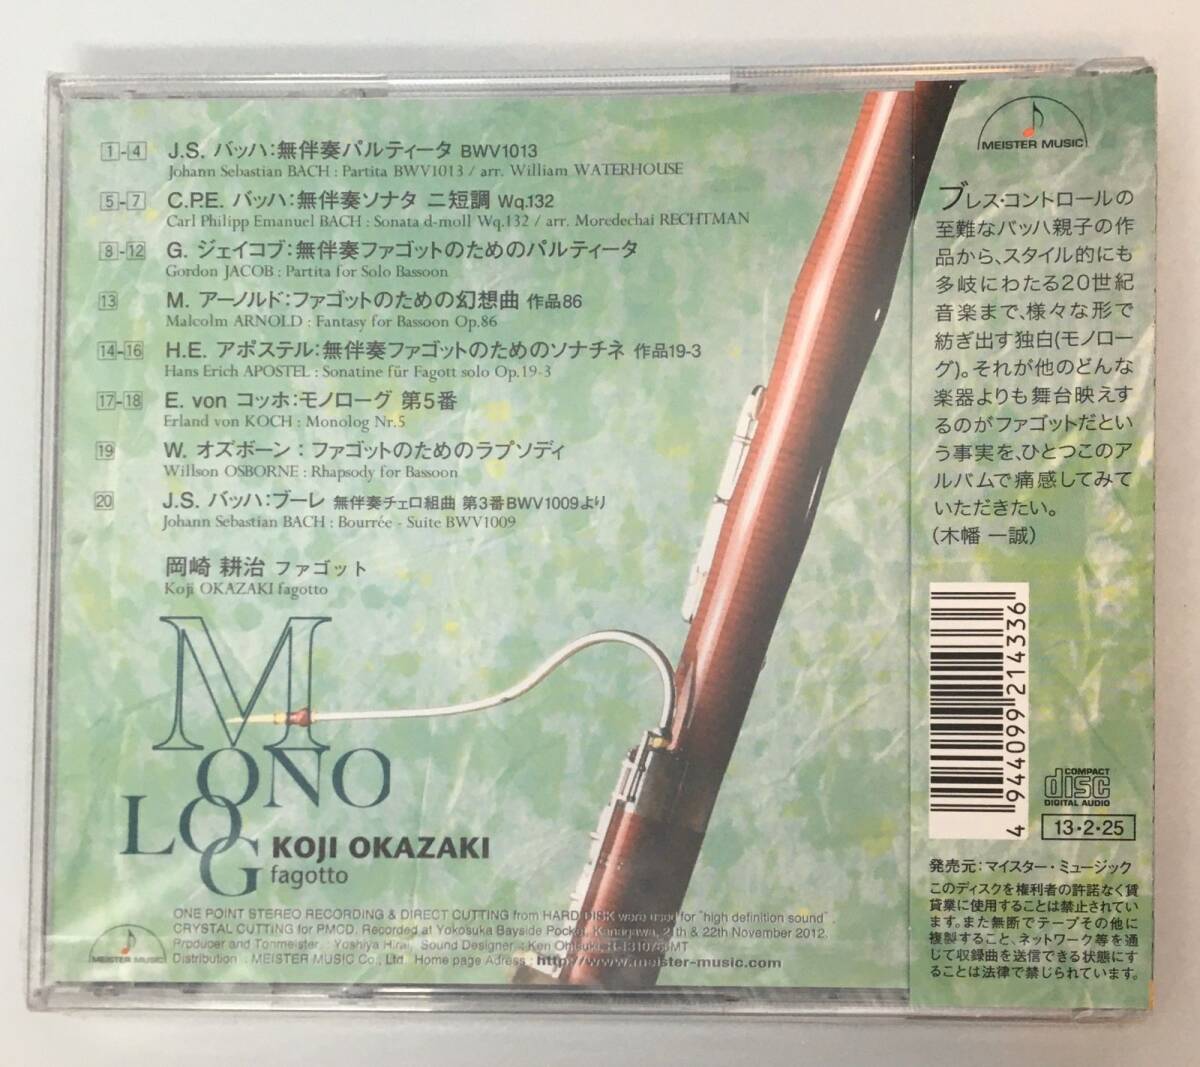 1-4 J.S. バッハ：無伴奏パルティータ BWV1013
Johann Sebastian BACH : Partita BWV1013 / arr. William WATERHOUSE
5-7 C.P.E. バッハ：無伴奏ソナタ ニ短調 Wq.132
Carl Philipp Emanuel BACH : Sonata d-moll Wq.132 / arr. Moredechai RECHTMAN
8-12 G. ジェイコブ：無伴奏ファゴットのためのパルティータ
Gordon JACOB : Partita for Solo Bassoon
13 M. アーノルド：ファゴットのための幻想曲 作品86
Malcolm ARNOLD : Fantasy for Bassoon Op.86
14-16 H.E. アポステル：無伴奏ファゴットのためのソナチネ 作品19-3
Hans Erich APOSTEL : Sonatine für Fagott solo Op.19-3
17-18 E. von コッホ：モノローグ 第5番
Erland von KOCH : Monolog Nr.5
19 W. オズボーン：ファゴットのためのラプソディ
Willson OSBORNE : Rhapsody for Bassoon
20 J.S. バッハ：ブーレ 無伴奏チェロ組曲 第3番BWV1009より
Johann Sebastian BACH : Bourrée - Suite BWV1009
岡崎 耕治 ファゴット
Koji OKAZAKI fagotto
MONO
LOG
KOJI OKAZAKI
fagotto
ONE POINT STEREO RECORDING & DIRECT CUTTING from HARD DISK were used for "high definition sound".
CRYSTAL CUTTING for PMCD. Recorded at Yokosuka Bayside Pocket, Kanagawa, 21th & 22th November 2012.
Prpducer and Tonmeister : Yoshiya Hirai, Sound Designer : Ken Ohtsuki
Distribution : MEISTER MUSIC Co., Ltd. Home page Adress : http://www.meister-music.com
MEISTER MUSIC
MEISTER MUSIC
ブレス・コントロールの
至難なバッハ親子の作
品から、スタイル的にも
多岐にわたる20世紀
音楽まで、様々な形で
紡ぎ出す独白(モノロー
グ)。それが他のどんな
楽器よりも舞台映えす
るのがファゴットだとい
う事実を、ひとつこのア
ルバムで痛感してみて
いただきたい。
(木幡 一誠)
4 944099 214336
COMPACT
disc
DIGITAL AUDIO
13・2・25
発売元：マイスター・ミュージック
このディスクを権利者の許諾なく賃
貸業に使用することは禁止されてい
ます。また無断でテープその他に
複製すること、ネットワーク等を通
じて収録曲を送信できる状態にす
ることは法律で禁じられています。